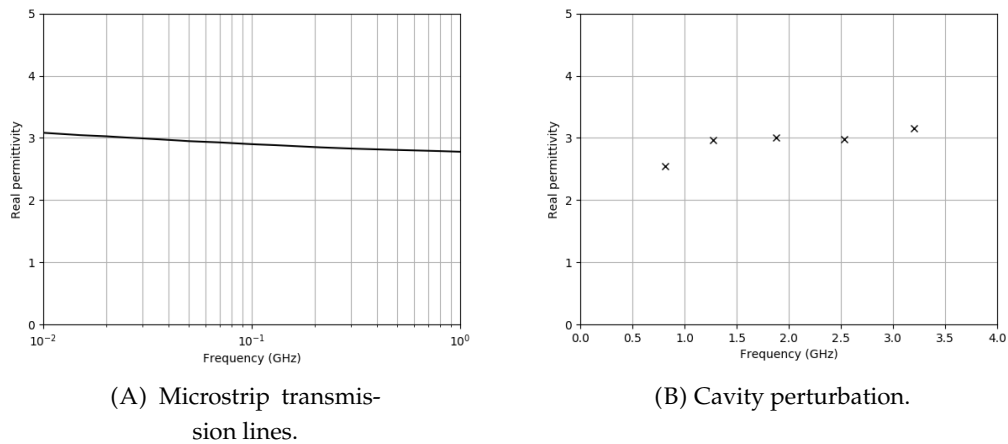 5
4
3
2
1
0
Real permittivity
10⁻² 10⁻¹ 10⁰
Frequency (GHz)
(A) Microstrip transmis-
sion lines.
5
4
3
2
1
0
Real permittivity
0.0 0.5 1.0 1.5 2.0 2.5 3.0 3.5 4.0
Frequency (GHz)
(B) Cavity perturbation.